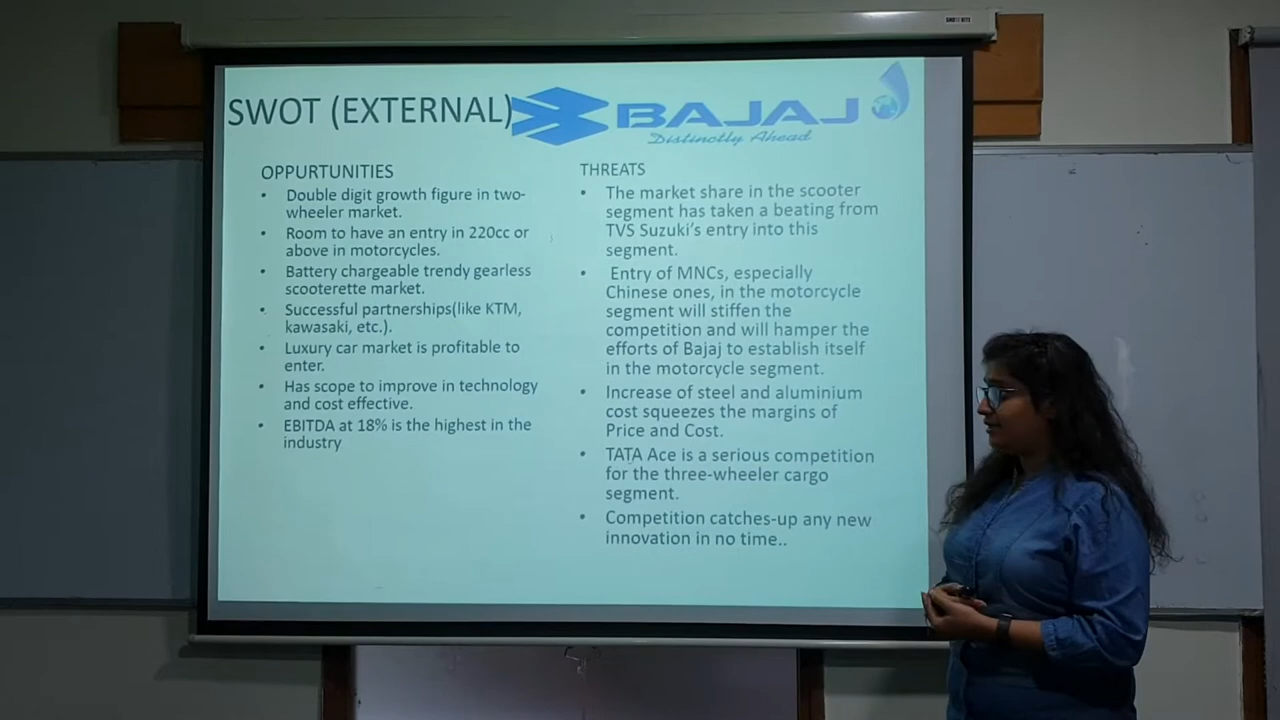 SWOT (EXTERNAL)
BAJAJ
Distinctly Ahead
OPPURTUNITIES
• Double digit growth figure in two-
wheeler market.
• Room to have an entry in 220cc or
above in motorcycles.
• Battery chargeable trendy gearless
scooterette market.
• Successful partnerships(like KTM,
kawasaki, etc.).
• Luxury car market is profitable to
enter.
• Has scope to improve in technology
and cost effective.
• EBITDA at 18% is the highest in the
industry
THREATS
• The market share in the scooter
segment has taken a beating from
TVS Suzuki's entry into this
segment.
• Entry of MNCs, especially
Chinese ones, in the motorcycle
segment will stiffen the
competition and will hamper the
efforts of Bajaj to establish itself
in the motorcycle segment.
• Increase of steel and aluminium
cost squeezes the margins of
Price and Cost.
• TATA Ace is a serious competition
for the three-wheeler cargo
segment.
• Competition catches-up any new
innovation in no time..